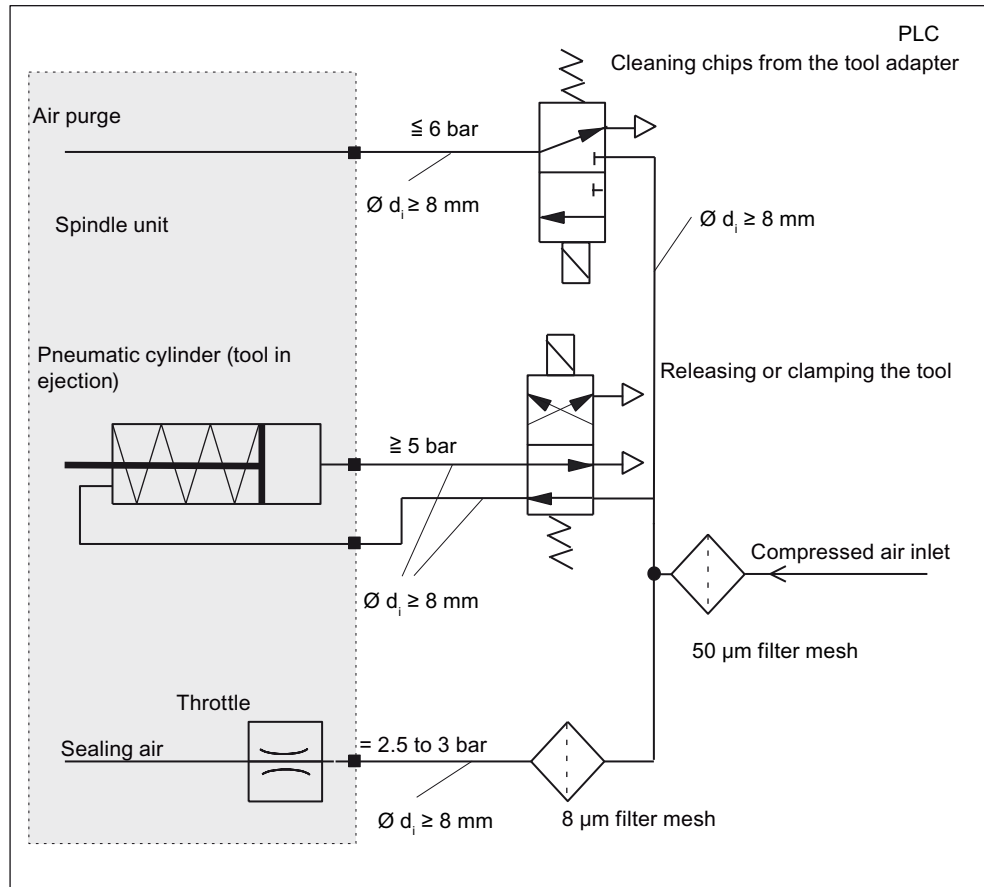 PLC
Cleaning chips from the tool adapter
Air purge
≦ 6 bar
Ø di ≥ 8 mm
Spindle unit
Ø di ≥ 8 mm
Pneumatic cylinder (tool in
ejection)
Releasing or clamping the tool
≧ 5 bar
Compressed air inlet
Ø di ≥ 8 mm
50 µm filter mesh
Throttle
Sealing air
= 2.5 to 3 bar
Ø di ≥ 8 mm
8 µm filter mesh